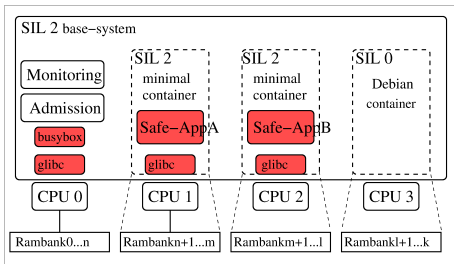 SIL 2 base-system
Monitoring
Admission
busybox
glibc
SIL 2
minimal
container
Safe-AppA
glibc
SIL 2
minimal
container
Safe-AppB
glibc
SIL 0
Debian
container
CPU 0
CPU 1
CPU 2
CPU 3
Rambank0...n
Rambankn+1...m
Rambankm+1...l
Rambankl+1...k